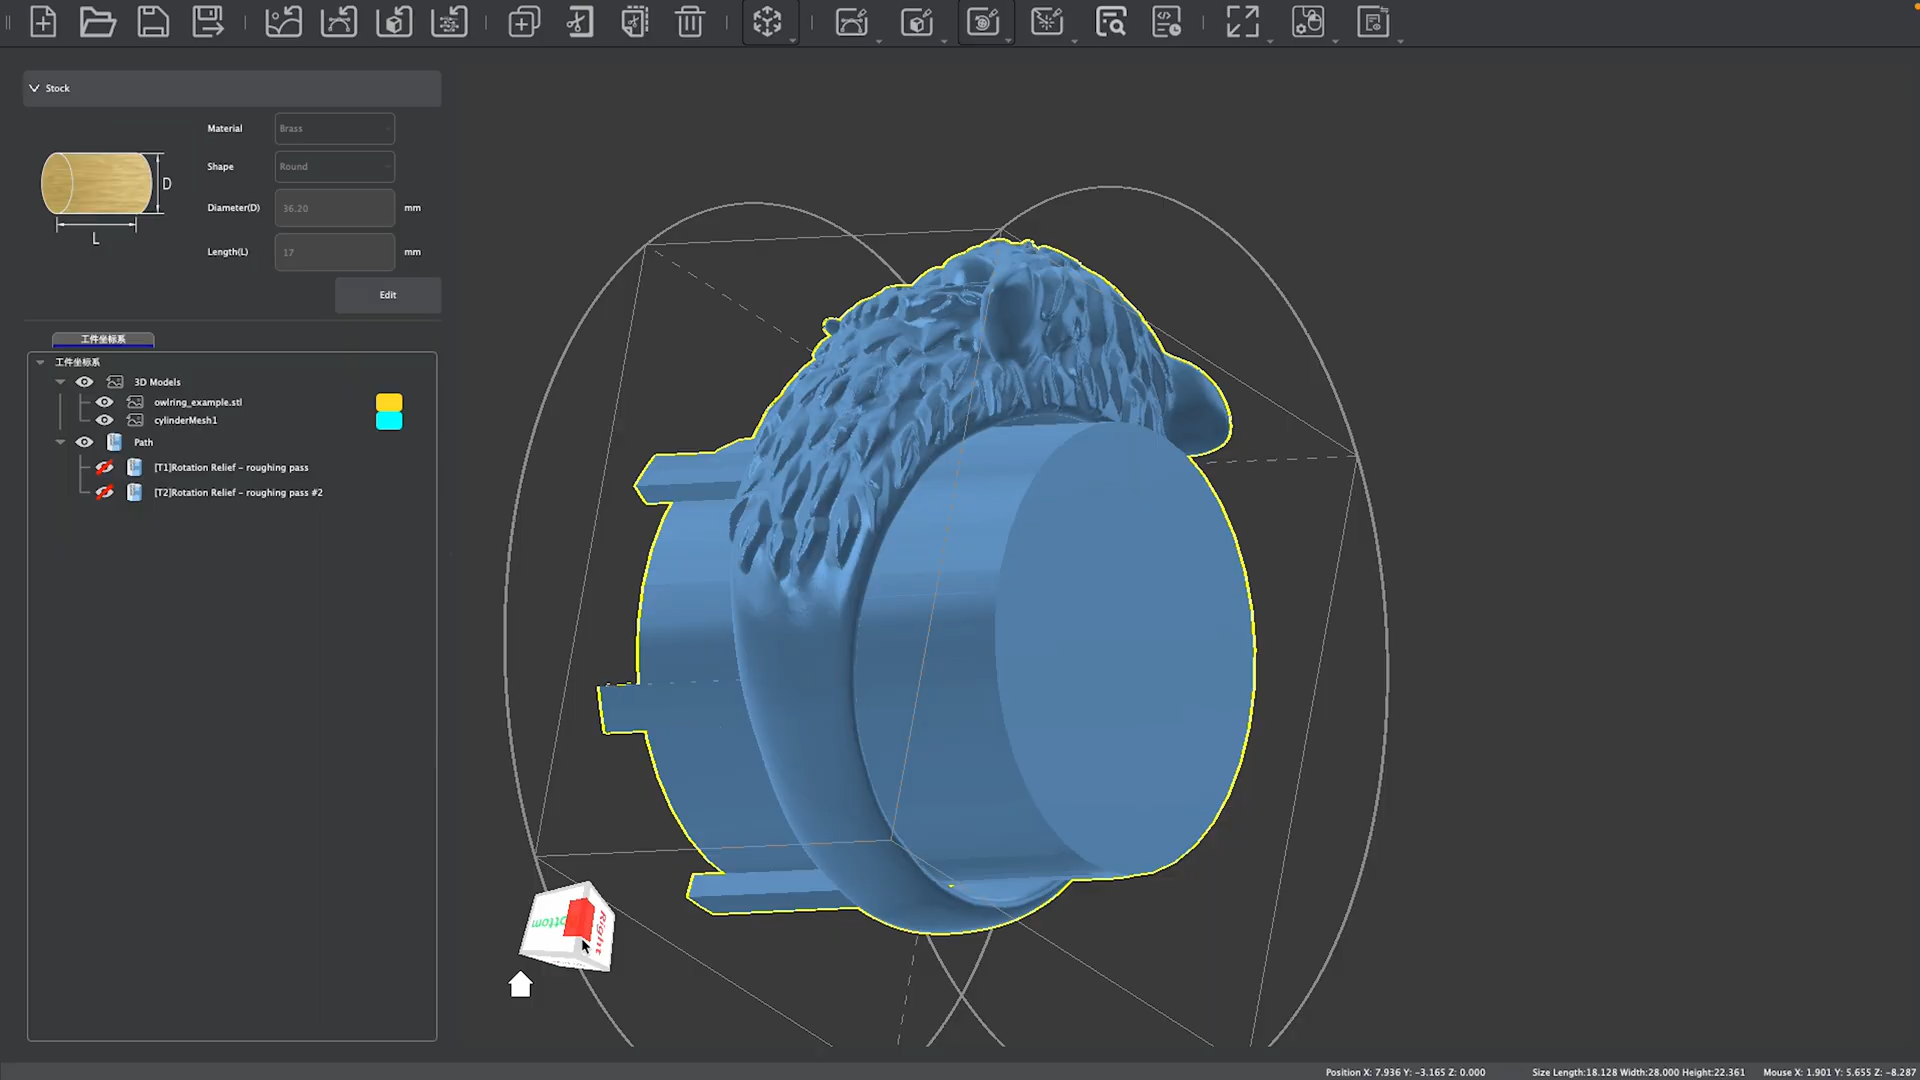 Stock
Material Brass
Shape Round
Diameter(D) 36.20 mm
Length(L) 17 mm
D
L
Edit
工件坐标系
工件坐标系
3D Models
owlring_example.stl
cylinderMesh1
Path
[T1]Rotation Relief - roughing pass
[T2]Rotation Relief - roughing pass #2
Right
Position X: 7.936 Y: -3.165 Z: 0.000 Size Length:18.128 Width:28.000 Height:22.361 Mouse X: 1.901 Y: 5.655 Z: -8.287